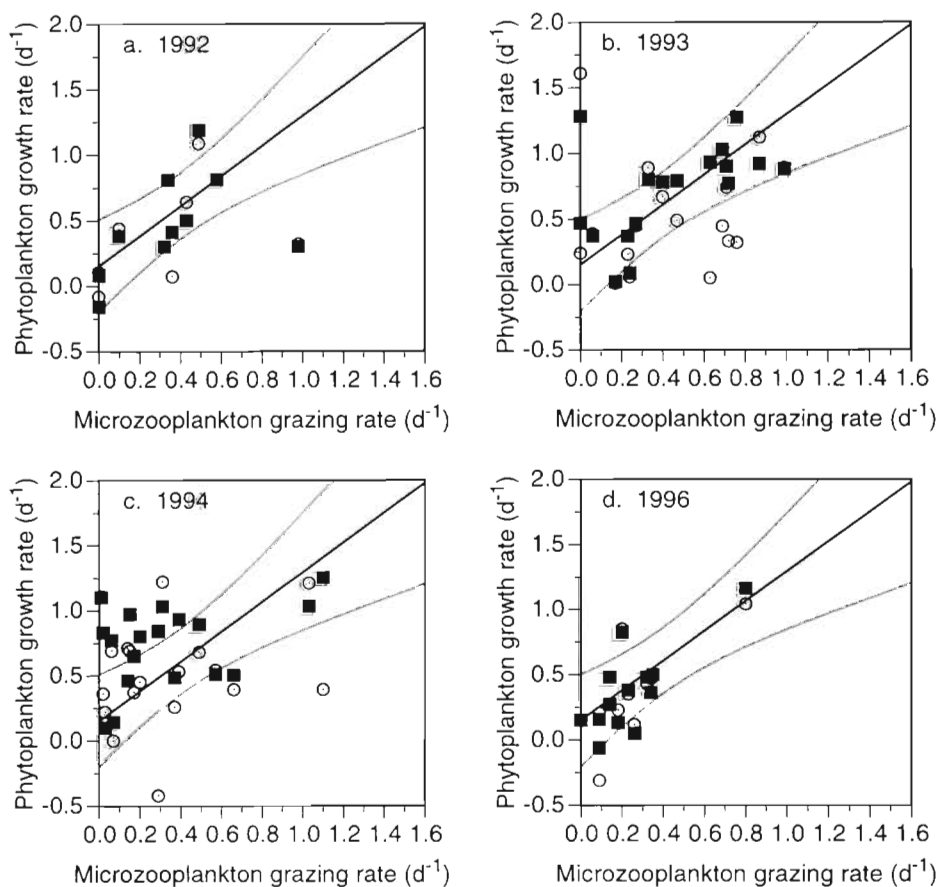 a. 1992
Phytoplankton growth rate (d-1)
2.0
1.5
1.0
0.5
0.0
-0.5
0.0 0.2 0.4 0.6 0.8 1.0 1.2 1.4 1.6
Microzooplankton grazing rate (d-1)
b. 1993
Phytoplankton growth rate (d-1)
2.0
1.5
1.0
0.5
0.0
-0.5
0.0 0.2 0.4 0.6 0.8 1.0 1.2 1.4 1.6
Microzooplankton grazing rate (d-1)
c. 1994
Phytoplankton growth rate (d-1)
2.0
1.5
1.0
0.5
0.0
-0.5
0.0 0.2 0.4 0.6 0.8 1.0 1.2 1.4 1.6
Microzooplankton grazing rate (d-1)
d. 1996
Phytoplankton growth rate (d-1)
2.0
1.5
1.0
0.5
0.0
-0.5
0.0 0.2 0.4 0.6 0.8 1.0 1.2 1.4 1.6
Microzooplankton grazing rate (d-1)